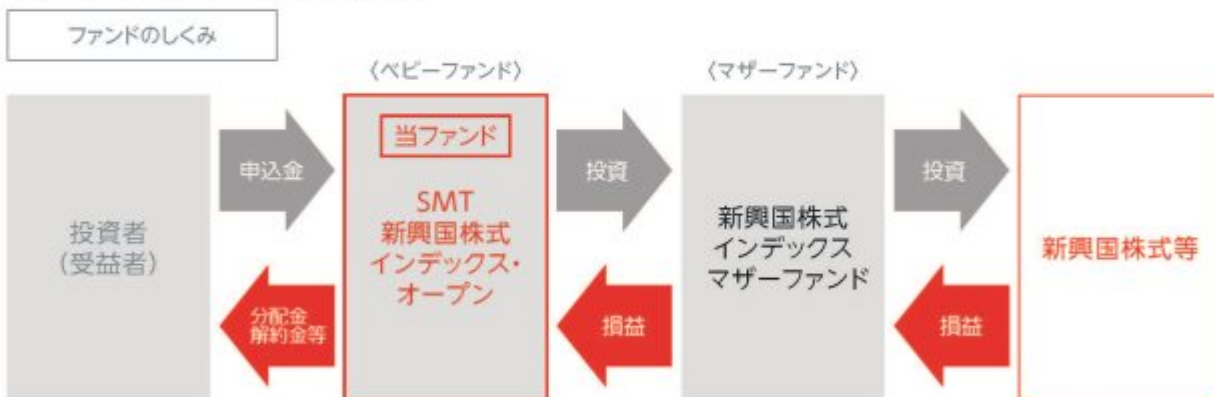 ファンドのしくみ
〈ベビーファンド〉
〈マザーファンド〉
投資者
(受益者)
申込金
分配金
解約金等
当ファンド
SMT
新興国株式
インデックス・
オープン
投資
損益
新興国株式
インデックス
マザーファンド
投資
損益
新興国株式等